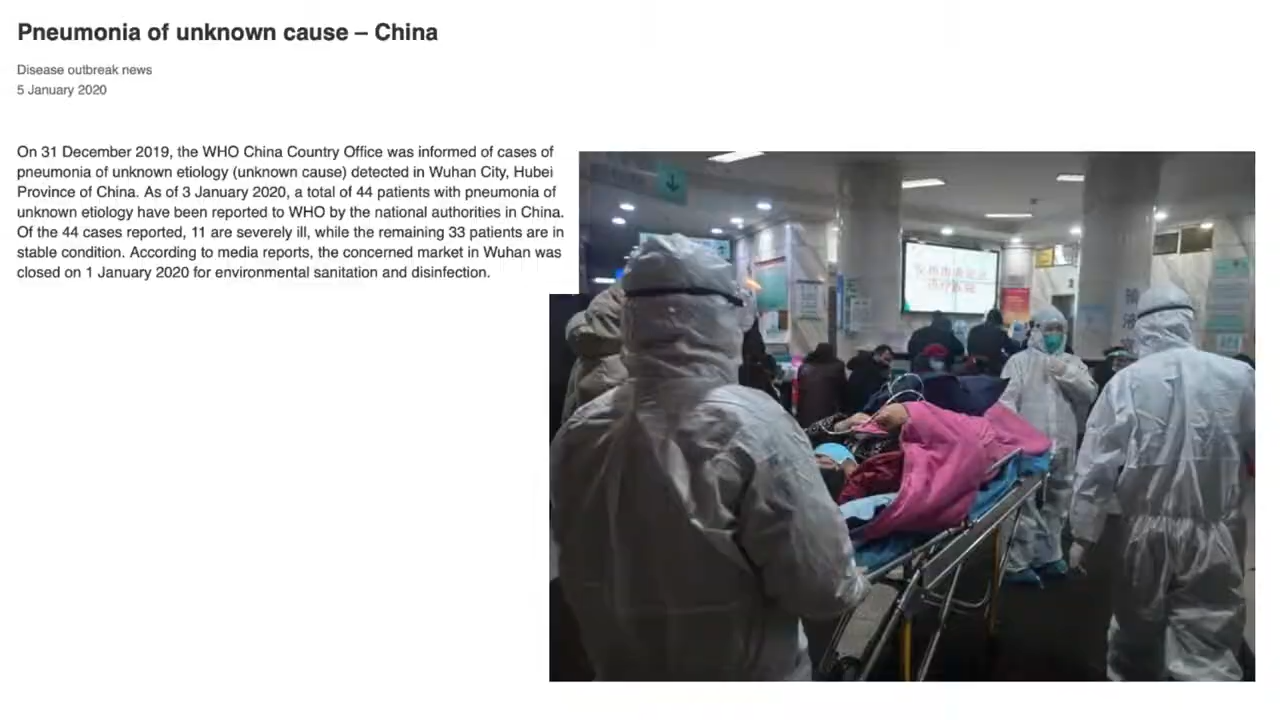 Pneumonia of unknown cause – China
Disease outbreak news
5 January 2020
On 31 December 2019, the WHO China Country Office was informed of cases of
pneumonia of unknown etiology (unknown cause) detected in Wuhan City, Hubei
Province of China. As of 3 January 2020, a total of 44 patients with pneumonia of
unknown etiology have been reported to WHO by the national authorities in China.
Of the 44 cases reported, 11 are severely ill, while the remaining 33 patients are in
stable condition. According to media reports, the concerned market in Wuhan was
closed on 1 January 2020 for environmental sanitation and disinfection.
输
液